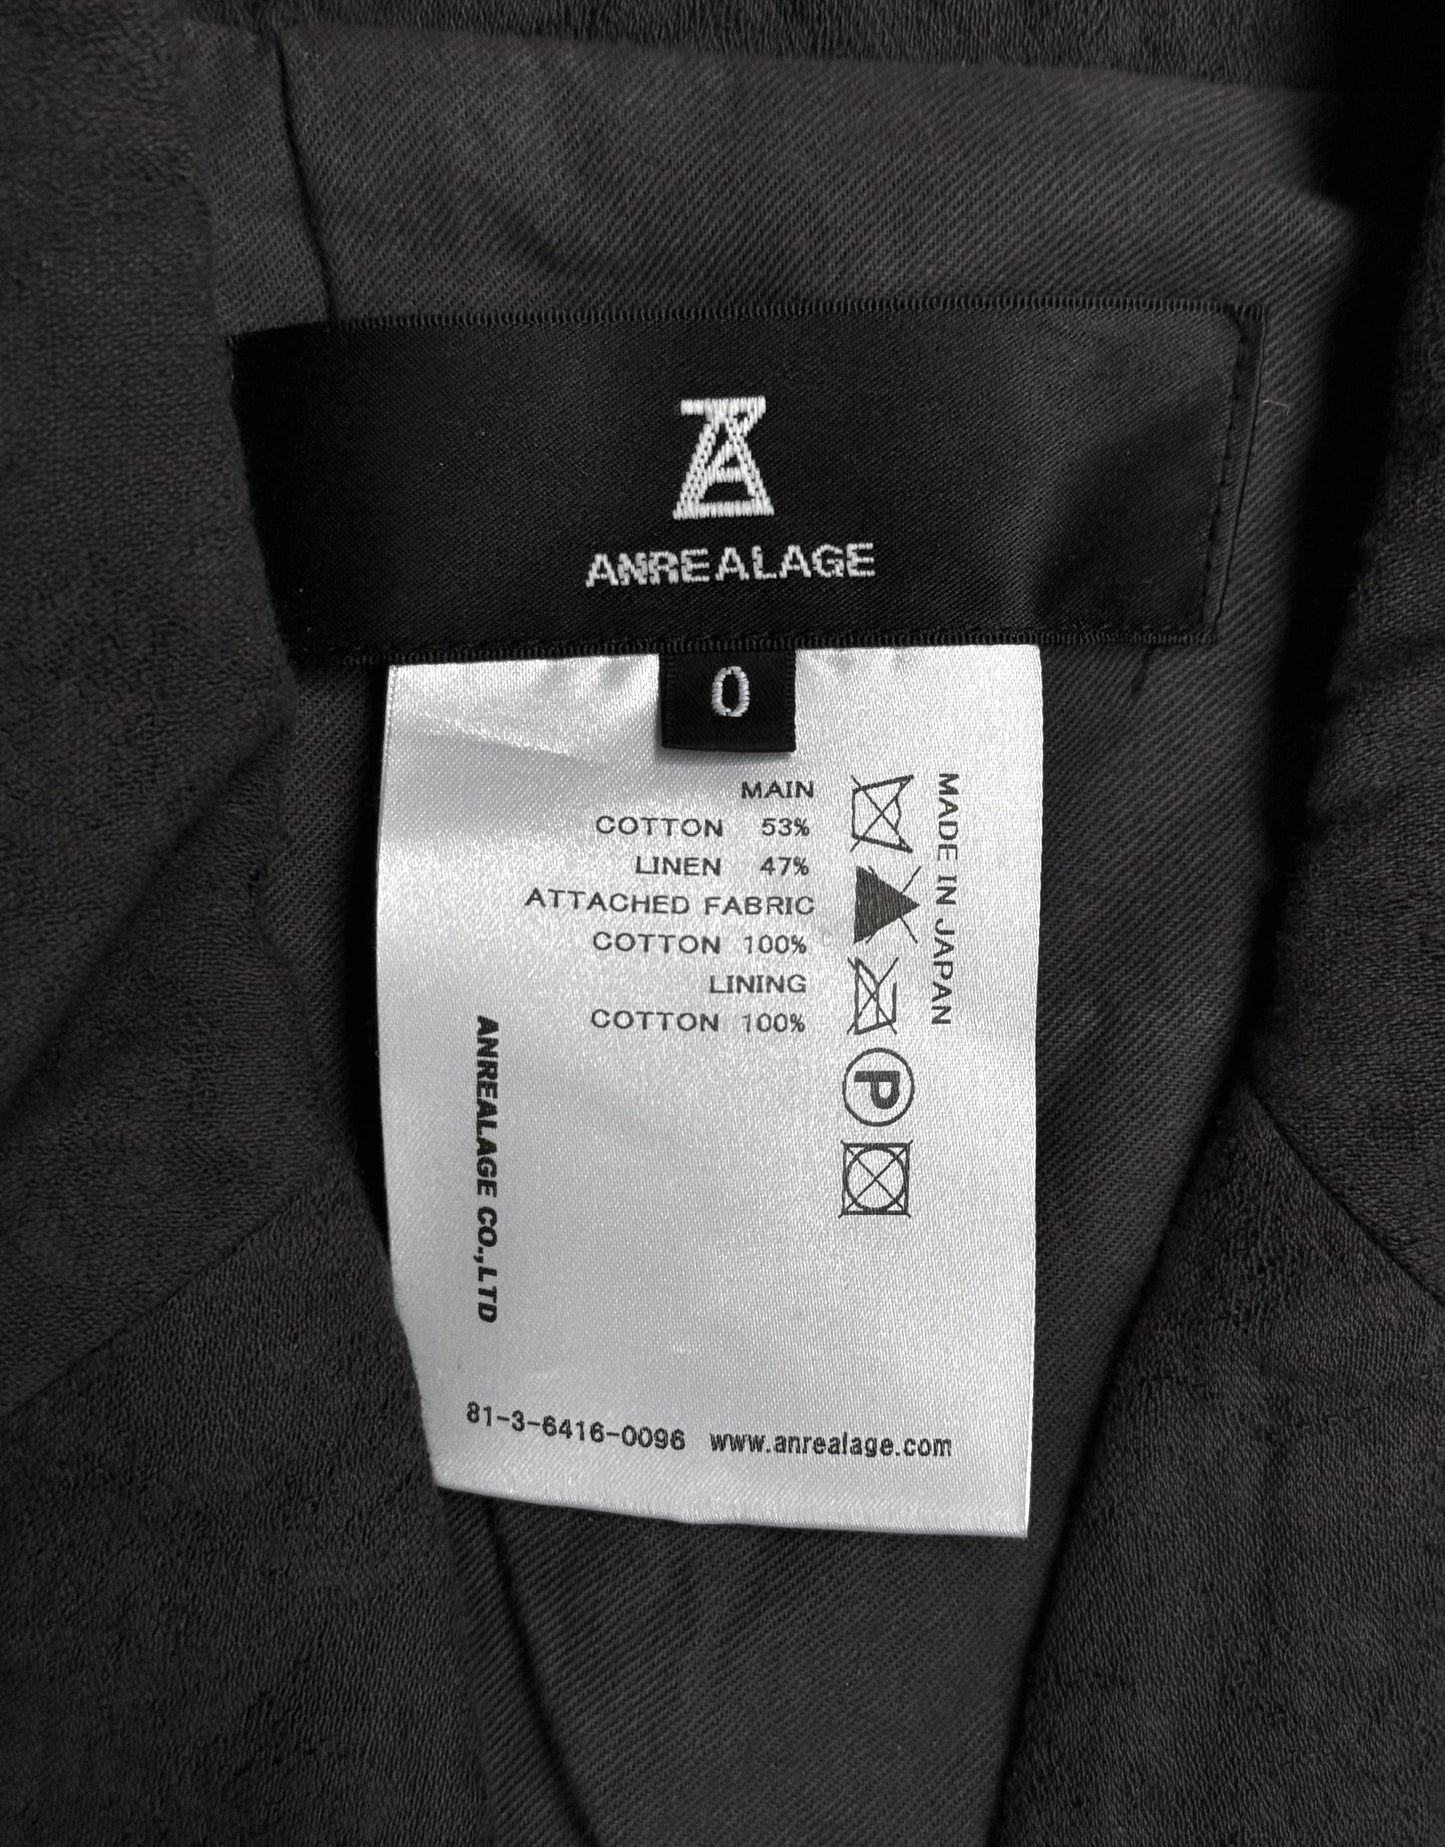 ANREALAGE
0
MAIN
COTTON 53%
LINEN 47%
ATTACHED FABRIC
COTTON 100%
LINING
COTTON 100%
MADE IN JAPAN
P
ANREALAGE CO.,LTD
81-3-6416-0096 www.anrealage.com